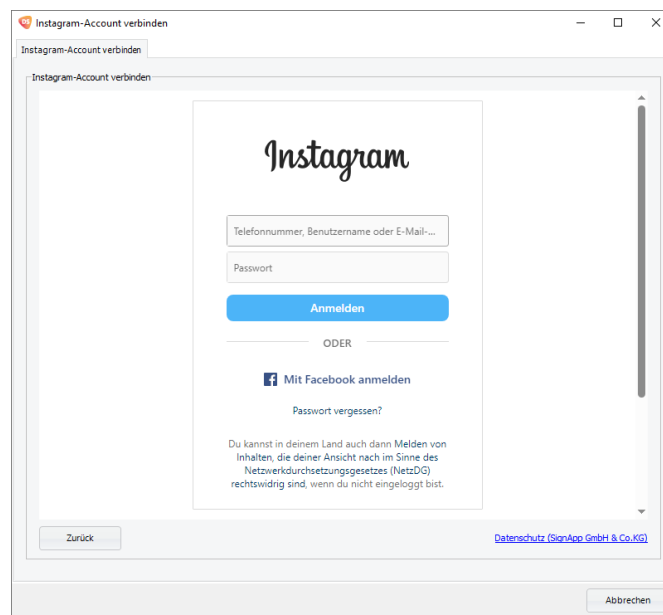 DS Instagram-Account verbinden
Instagram-Account verbinden
Instagram-Account verbinden
Instagram
Telefonnummer, Benutzername oder E-Mail-...
Passwort
Anmelden
ODER
Mit Facebook anmelden
Passwort vergessen?
Du kannst in deinem Land auch dann Melden von
Inhalten, die deiner Ansicht nach im Sinne des
Netzwerkdurchsetzungsgesetzes (NetzDG)
rechtswidrig sind, wenn du nicht eingeloggt bist.
Zurück
Datenschutz (SignApp GmbH & Co.KG)
Abbrechen